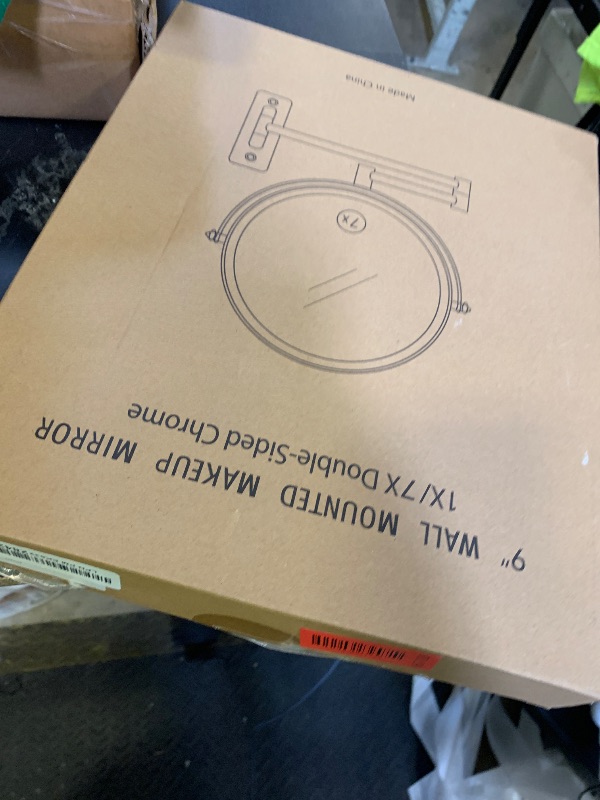 9" WALL MOUNTED MAKEUP MIRROR
1X/7X Double-Sided Chrome
7x
Made in China